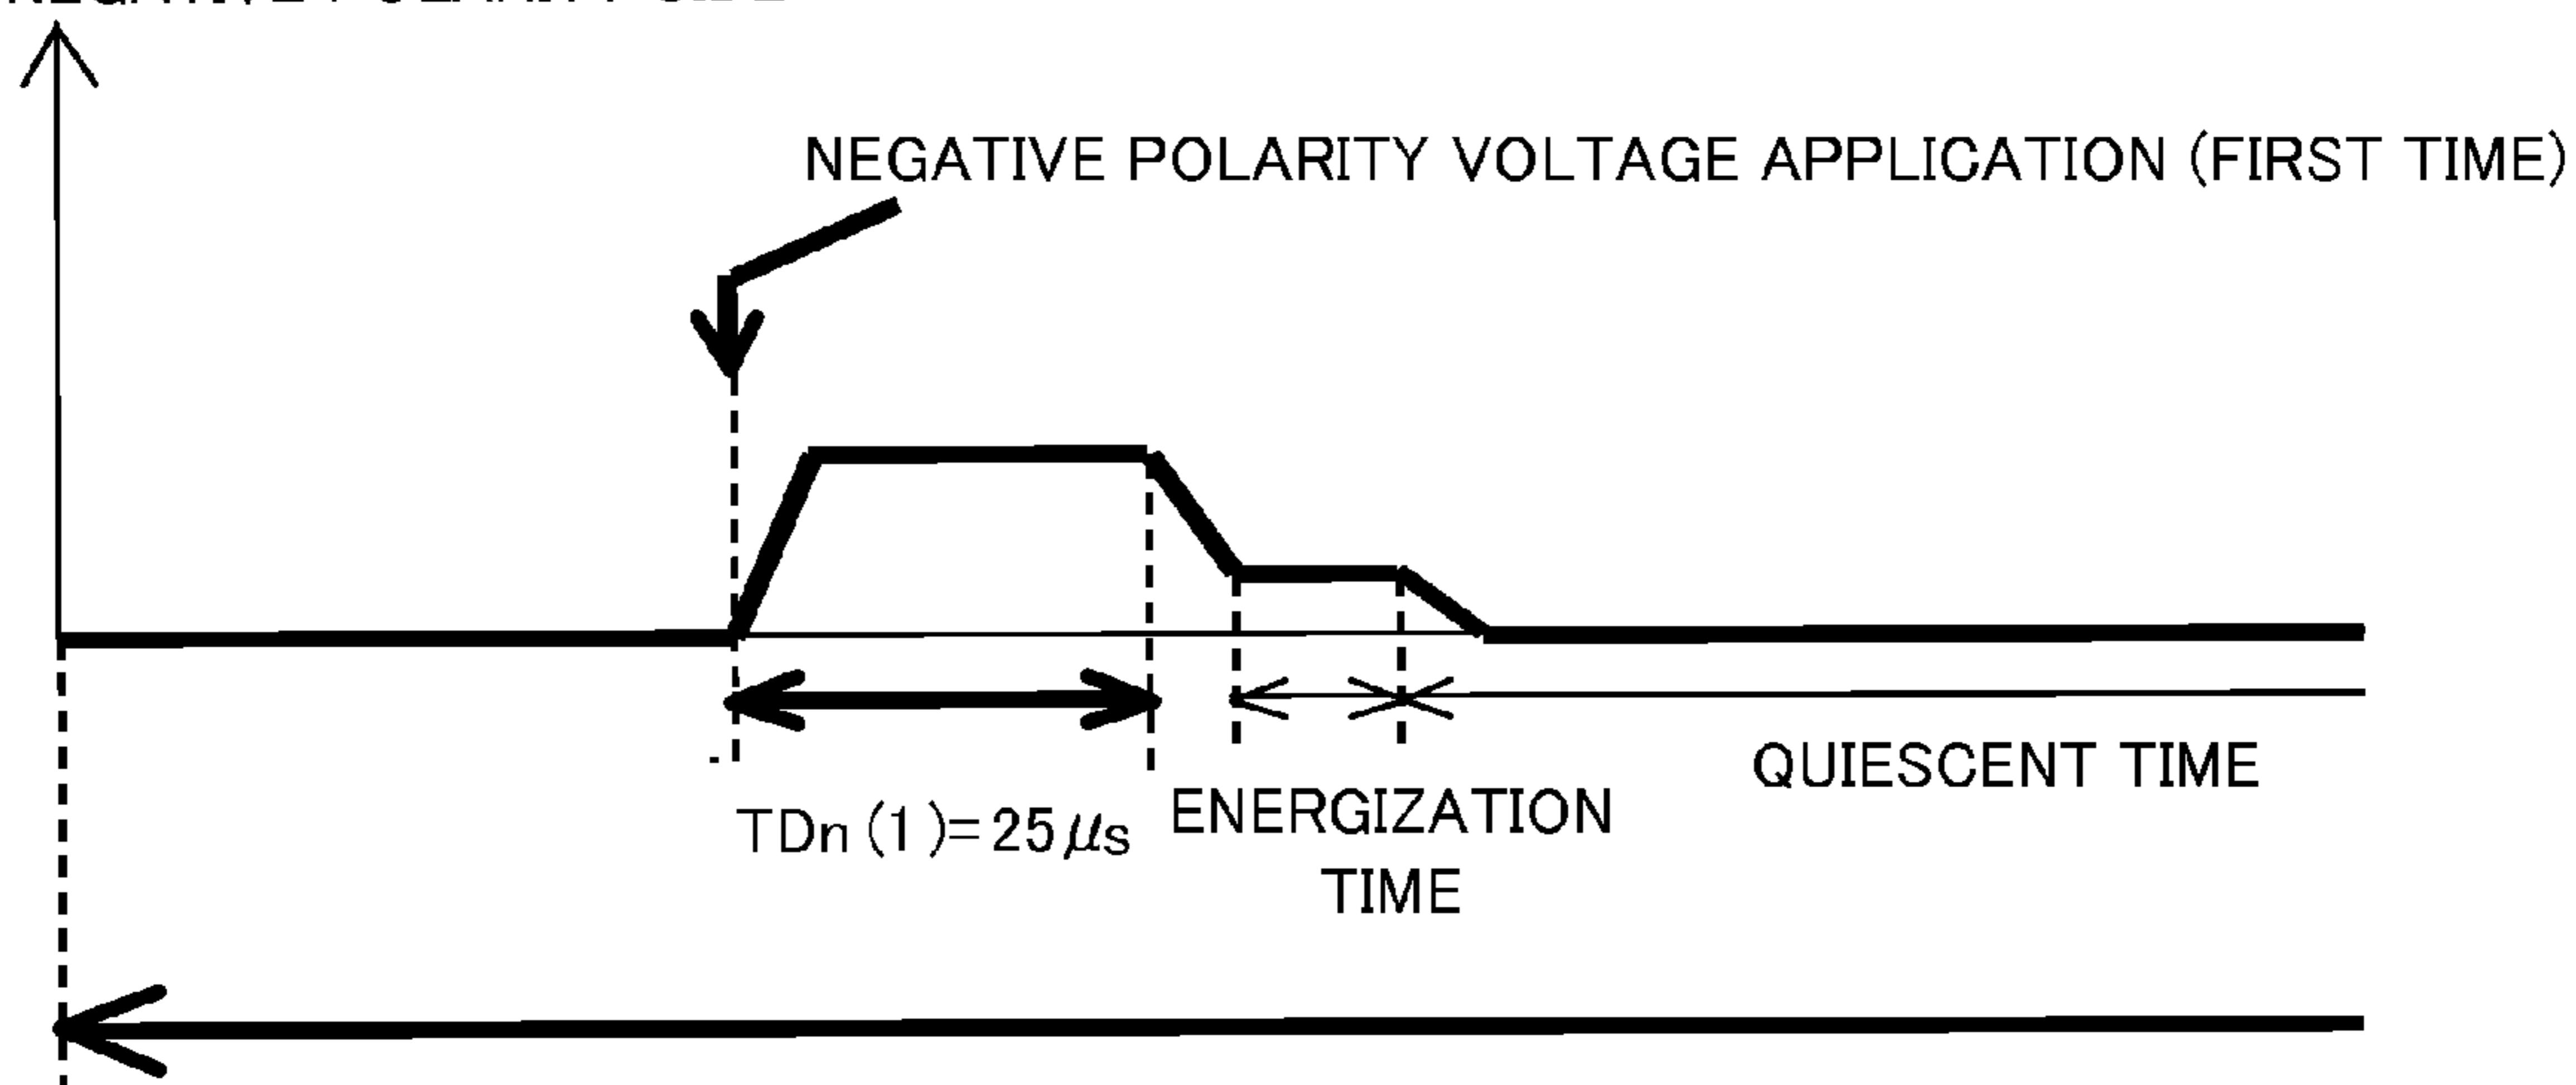 NEGATIVE POLARITY VOLTAGE APPLICATION (FIRST TIME)
QUIESCENT TIME
TDn (1)=25μs
ENERGIZATION
TIME